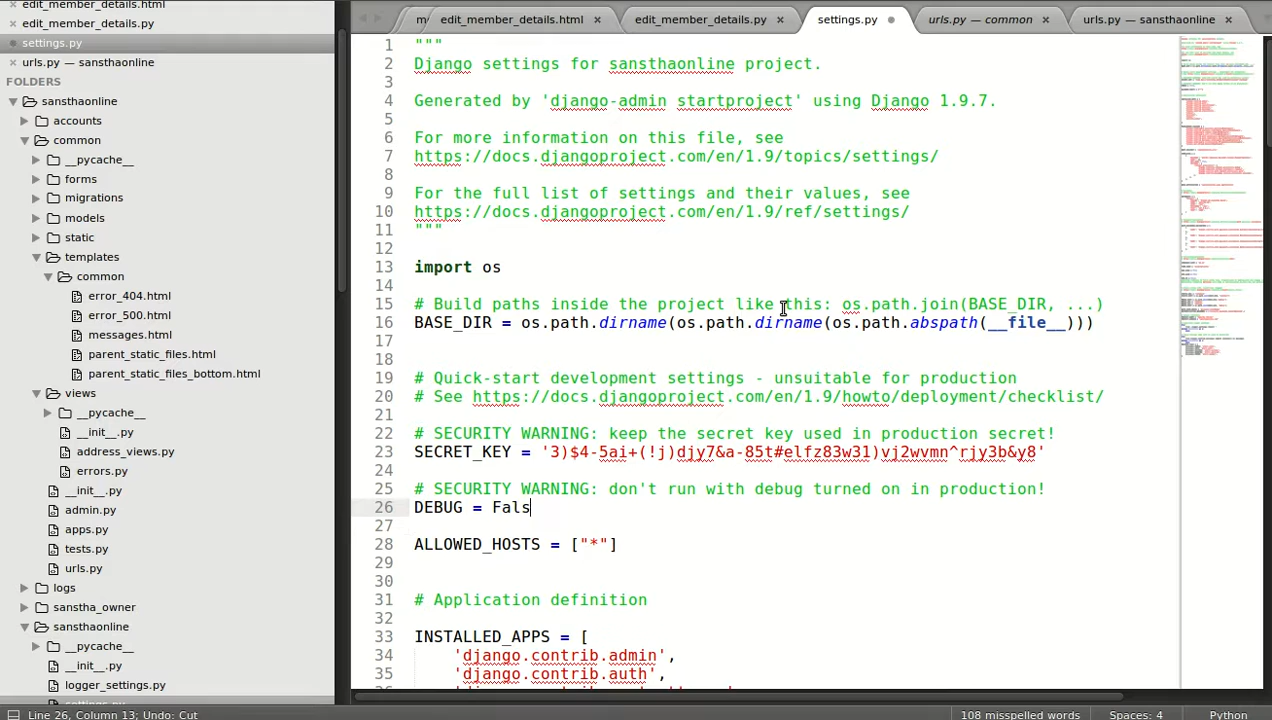 edit_member_details.html
edit_member_details.py
settings.py
urls.py — sansthaonline
FOLDERS
sansthaonline
accounts
common
__pycache__
forms
migrations
models
static
templates
common
error_404.html
error_500.html
messages.html
parent_static_files.html
parent_static_files_bottom.html
views
__pycache__
__init__.py
address_views.py
errors.py
__init__.py
admin.py
apps.py
tests.py
urls.py
logs
sanstha_owner
sansthaonline
__pycache__
__init__.py
logger_settings.py
settings.py
edit_member_details.html × edit_member_details.py × settings.py urls.py — common × urls.py — sansthaonline ×
1 """
2 Django settings for sansthaonline project.
3
4 Generated by 'django-admin startproject' using Django 1.9.7.
5
6 For more information on this file, see
7 https://docs.djangoproject.com/en/1.9/topics/settings/
8
9 For the full list of settings and their values, see
10 https://docs.djangoproject.com/en/1.9/ref/settings/
11 """
12
13 import os
14
15 # Build paths inside the project like this: os.path.join(BASE_DIR, ...)
16 BASE_DIR = os.path.dirname(os.path.dirname(os.path.abspath(__file__)))
17
18
19 # Quick-start development settings - unsuitable for production
20 # See https://docs.djangoproject.com/en/1.9/howto/deployment/checklist/
21
22 # SECURITY WARNING: keep the secret key used in production secret!
23 SECRET_KEY = '3)$4-5ai+(!j)djy7&a-85t#elfz83w31)vj2wvmn^rjy3b&y8'
24
25 # SECURITY WARNING: don't run with debug turned on in production!
26 DEBUG = Fals
27
28 ALLOWED_HOSTS = ["*"]
29
30
31 # Application definition
32
33 INSTALLED_APPS = [
34 'django.contrib.admin',
35 'django.contrib.auth',
Line 26, Column 13; Undo: Cut
108 misspelled words Spaces: 4 Python